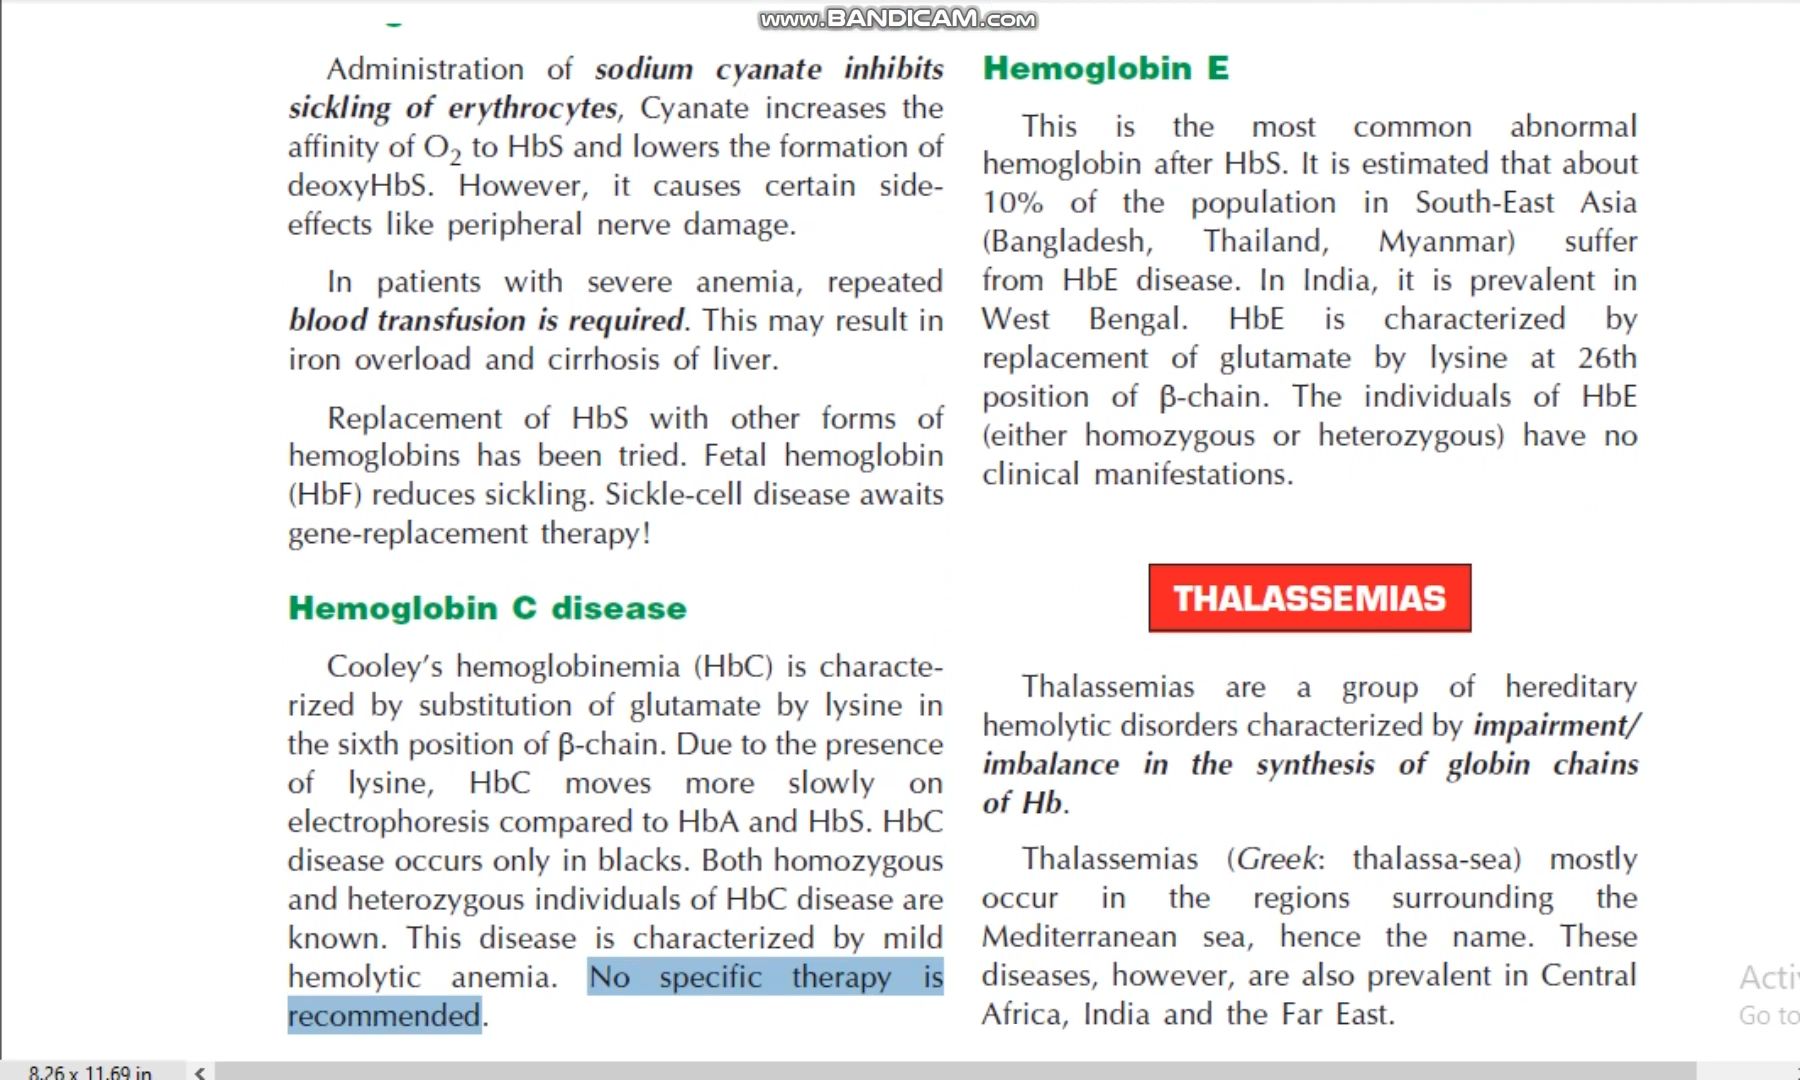 www.BANDICAM.com
Administration of sodium cyanate inhibits
sickling of erythrocytes, Cyanate increases the
affinity of O₂ to HbS and lowers the formation of
deoxyHbS. However, it causes certain side-
effects like peripheral nerve damage.
In patients with severe anemia, repeated
blood transfusion is required. This may result in
iron overload and cirrhosis of liver.
Replacement of HbS with other forms of
hemoglobins has been tried. Fetal hemoglobin
(HbF) reduces sickling. Sickle-cell disease awaits
gene-replacement therapy!
Hemoglobin C disease
Cooley's hemoglobinemia (HbC) is characte-
rized by substitution of glutamate by lysine in
the sixth position of β-chain. Due to the presence
of lysine, HbC moves more slowly on
electrophoresis compared to HbA and HbS. HbC
disease occurs only in blacks. Both homozygous
and heterozygous individuals of HbC disease are
known. This disease is characterized by mild
hemolytic anemia. No specific therapy is
recommended.
Hemoglobin E
This is the most common abnormal
hemoglobin after HbS. It is estimated that about
10% of the population in South-East Asia
(Bangladesh, Thailand, Myanmar) suffer
from HbE disease. In India, it is prevalent in
West Bengal. HbE is characterized by
replacement of glutamate by lysine at 26th
position of β-chain. The individuals of HbE
(either homozygous or heterozygous) have no
clinical manifestations.
THALASSEMIAS
Thalassemias are a group of hereditary
hemolytic disorders characterized by impairment/
imbalance in the synthesis of globin chains
of Hb.
Thalassemias (Greek: thalassa-sea) mostly
occur in the regions surrounding the
Mediterranean sea, hence the name. These
diseases, however, are also prevalent in Central
Africa, India and the Far East.
Go to
8.26 x 11.69 in